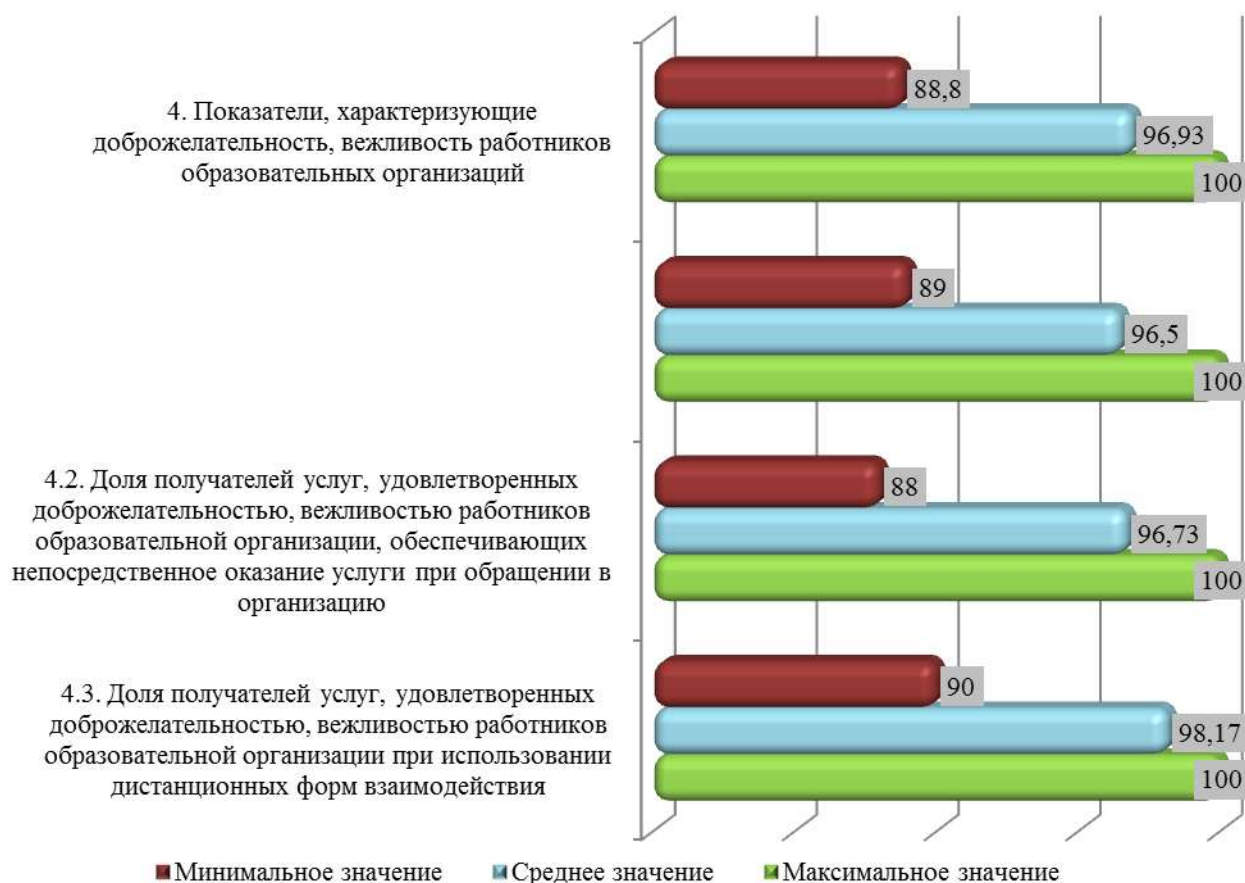 4. Показатели, характеризующие
доброжелательность, вежливость работников
образовательных организаций
88,8
96,93
100
89
96,5
100
4.2. Доля получателей услуг, удовлетворенных
доброжелательностью, вежливостью работников
образовательной организации, обеспечивающих
непосредственное оказание услуги при обращении в
организацию
88
96,73
100
4.3. Доля получателей услуг, удовлетворенных
доброжелательностью, вежливостью работников
образовательной организации при использовании
дистанционных форм взаимодействия
90
98,17
100
Минимальное значение
Среднее значение
Максимальное значение